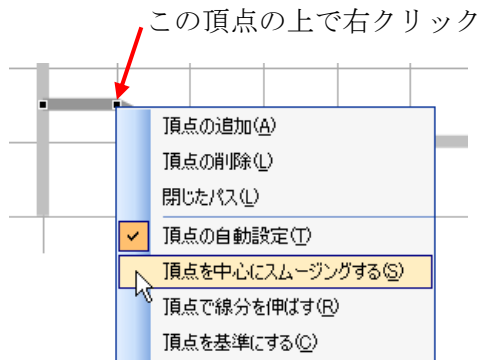 この頂点の上で右クリック
頂点の追加(A)
頂点の削除(L)
閉じたパス(L)
頂点の自動設定(T)
頂点を中心にスムージングする(S)
頂点で線分を伸ばす(R)
頂点を基準にする(C)